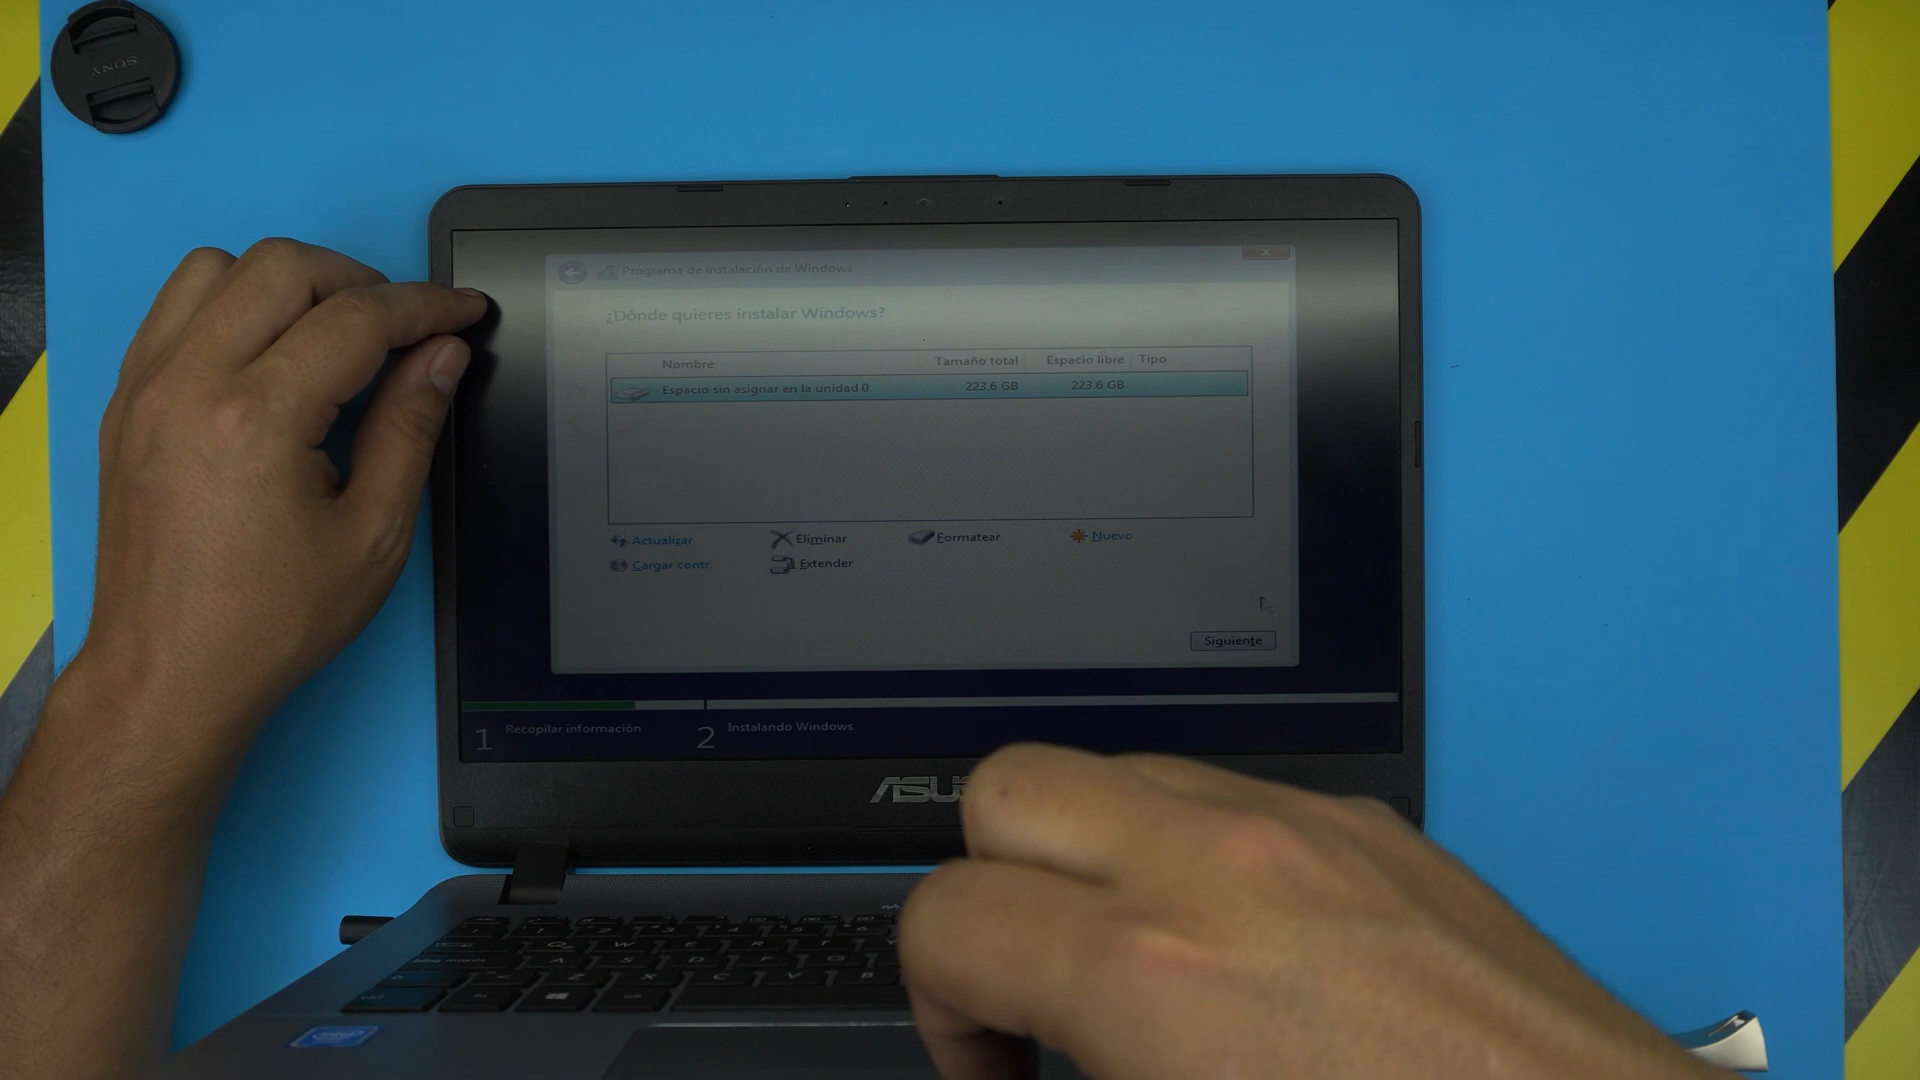 SONY
Programa de instalación de Windows
¿Dónde quieres instalar Windows?
Nombre Tamaño total Espacio libre Tipo
Espacio sin asignar en la unidad 0 223.6 GB 223.6 GB
Actualizar Eliminar Formatear Nuevo
Cargar contr. Extender
Siguiente
1 Recopilar información 2 Instalando Windows
ASUS
Q W E R T Y
A S D F G
Z X C V B